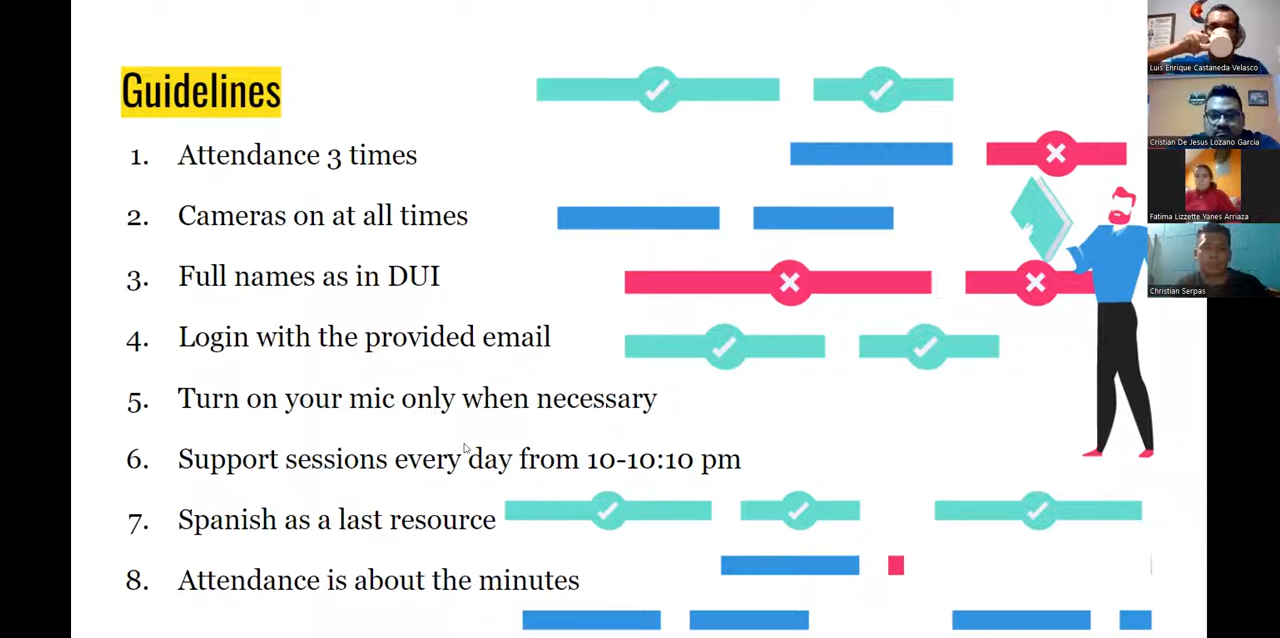 Guidelines
1. Attendance 3 times
2. Cameras on at all times
3. Full names as in DUI
4. Login with the provided email
5. Turn on your mic only when necessary
6. Support sessions every day from 10-10:10 pm
7. Spanish as a last resource
8. Attendance is about the minutes
Luis Enrique Castaneda Velasco
Cristian De Jesus Lozano Garcia
Fatima Lizzette Yanes Arriaza
Christian Serpas